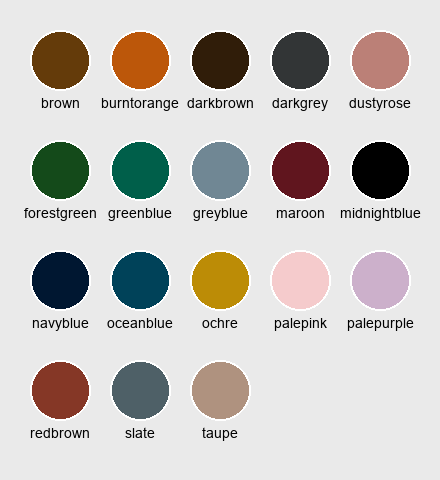 brown burntorange darkbrown darkgrey dustyrose
forestgreen greenblue greyblue maroon midnightblue
navyblue oceanblue ochre palepink palepurple
redbrown slate taupe